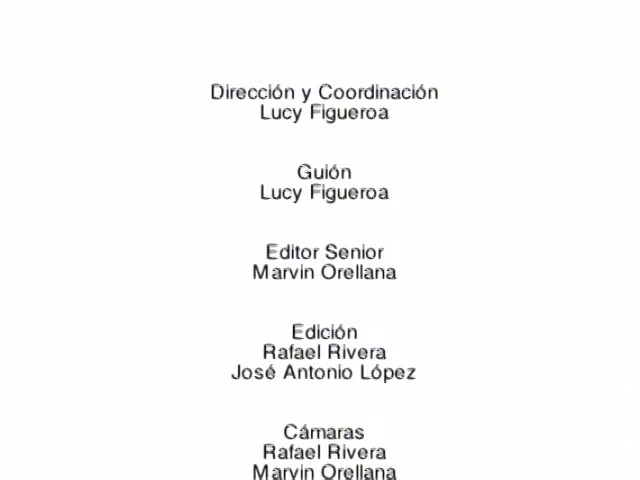 Dirección y Coordinación
Lucy Figueroa
Guión
Lucy Figueroa
Editor Senior
Marvin Orellana
Edición
Rafael Rivera
José Antonio López
Cámaras
Rafael Rivera
Marvin Orellana